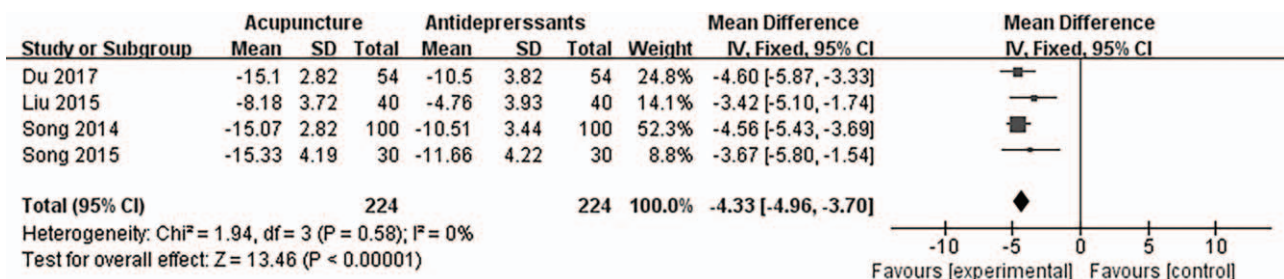 Acupuncture Antideprerssants Mean Difference Mean Difference
Study or Subgroup Mean SD Total Mean SD Total Weight IV, Fixed, 95% CI IV, Fixed, 95% CI
Du 2017 -15.1 2.82 54 -10.5 3.82 54 24.8% -4.60 [-5.87, -3.33]
Liu 2015 -8.18 3.72 40 -4.76 3.93 40 14.1% -3.42 [-5.10, -1.74]
Song 2014 -15.07 2.82 100 -10.51 3.44 100 52.3% -4.56 [-5.43, -3.69]
Song 2015 -15.33 4.19 30 -11.66 4.22 30 8.8% -3.67 [-5.80, -1.54]
Total (95% CI) 224 224 100.0% -4.33 [-4.96, -3.70]
Heterogeneity: Chi² = 1.94, df = 3 (P = 0.58); I² = 0%
Test for overall effect: Z = 13.46 (P < 0.00001)
-10 -5 0 5 10
Favours [experimental] Favours [control]